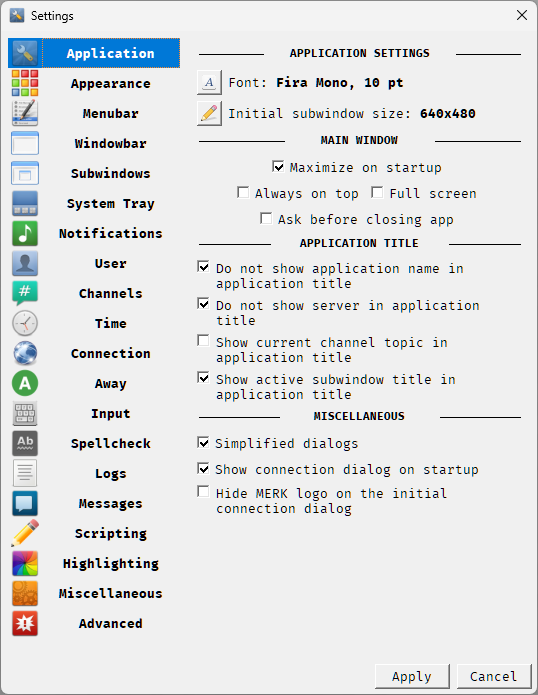 Settings
Application
Appearance
Menubar
Windowbar
Subwindows
System Tray
Notifications
User
Channels
Time
Connection
Away
Input
Spellcheck
Logs
Messages
Scripting
Highlighting
Miscellaneous
Advanced
APPLICATION SETTINGS
A Font: Fira Mono, 10 pt
Initial subwindow size: 640x480
MAIN WINDOW
Maximize on startup
Always on top Full screen
Ask before closing app
APPLICATION TITLE
Do not show application name in
application title
Do not show server in application
title
Show current channel topic in
application title
Show active subwindow title in
application title
MISCELLANEOUS
Simplified dialogs
Show connection dialog on startup
Hide MERK logo on the initial
connection dialog
#
A
Ab
Apply Cancel